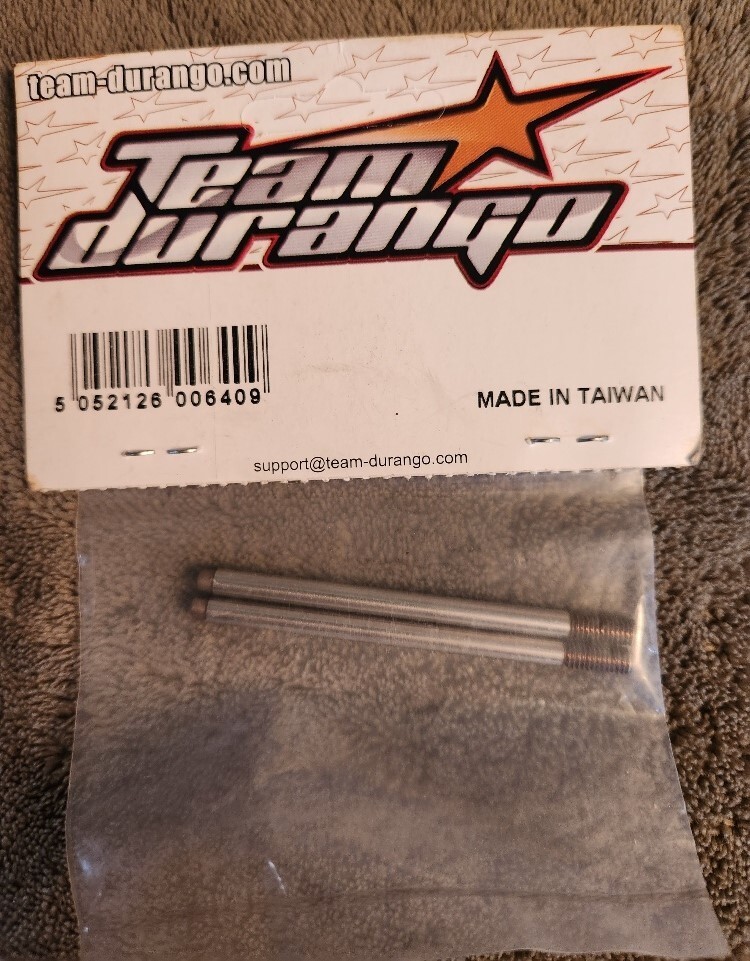 team-durango.com
Team
durango
5 052126 006409
MADE IN TAIWAN
support@team-durango.com